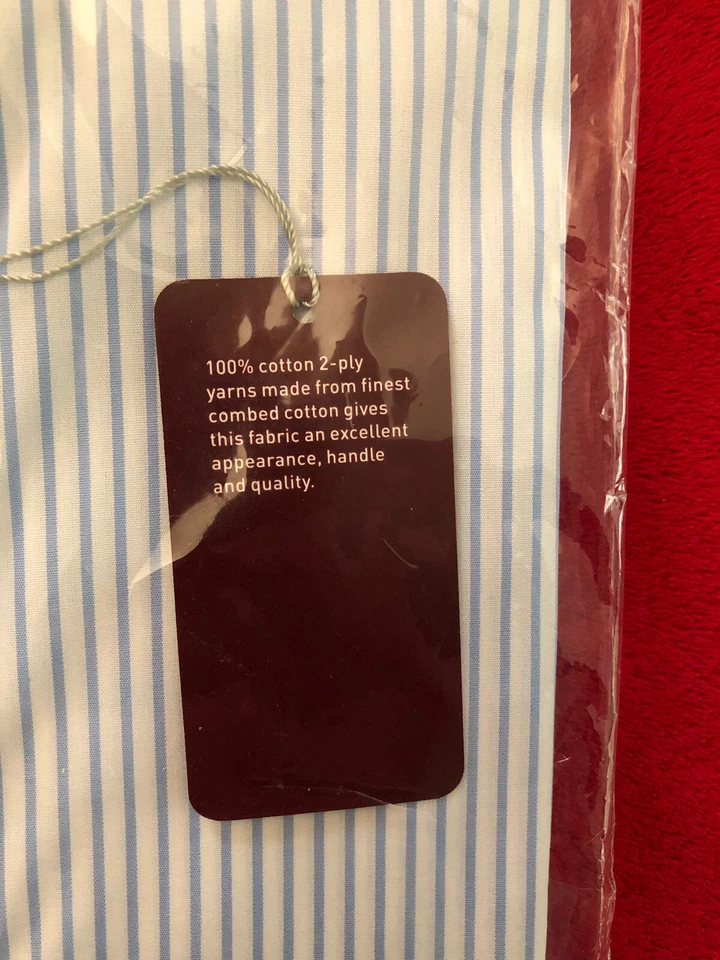 100% cotton 2-ply
yarns made from finest
combed cotton gives
this fabric an excellent
appearance, handle
and quality.